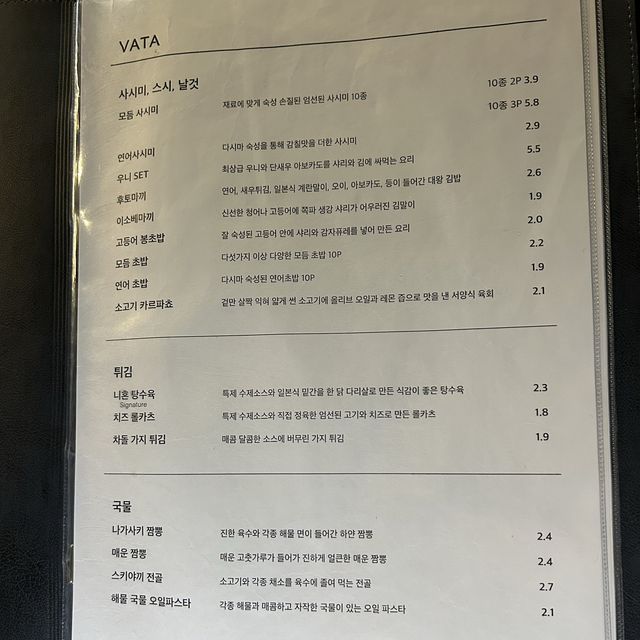 VATA
사시미, 스시, 날것
모듬 사시미 재료에 맞게 숙성 손질된 엄선된 사시미 10종 10종 2P 3.9
10종 3P 5.8
연어사시미 다시마 숙성을 통해 감칠맛을 더한 사시미 2.9
우니 SET 최상급 우니와 단새우 아보카도를 샤리와 김에 싸먹는 요리 5.5
후토마끼 연어, 새우튀김, 일본식 계란말이, 오이, 아보카도, 등이 들어간 대왕 김밥 2.6
이소베마끼 신선한 청어나 고등어에 쪽파 생강 샤리가 어우러진 김말이 1.9
고등어 봉초밥 잘 숙성된 고등어 안에 샤리와 감자퓨레를 넣어 만든 요리 2.0
모듬 초밥 다섯가지 이상 다양한 모듬 초밥 10P 2.2
연어 초밥 다시마 숙성된 연어초밥 10P 1.9
소고기 카르파쵸 겉만 살짝 익혀 얇게 썬 소고기에 올리브 오일과 레몬 즙으로 맛을 낸 서양식 육회 2.1
튀김
니혼 탕수육 특제 수제소스와 일본식 밑간을 한 닭 다리살로 만든 식감이 좋은 탕수육 2.3
Signature
치즈 롤카츠 특제 수제소스와 직접 정육한 엄선된 고기와 치즈로 만든 롤카츠 1.8
차돌 가지 튀김 매콤 달콤한 소스에 버무린 가지 튀김 1.9
국물
나가사키 짬뽕 진한 육수와 각종 해물 면이 들어간 하얀 짬뽕 2.4
매운 짬뽕 매운 고춧가루가 들어가 진하게 얼큰한 매운 짬뽕 2.4
스키야끼 전골 소고기와 각종 채소를 육수에 졸여 먹는 전골 2.7
해물 국물 오일파스타 각종 해물과 매콤하고 자작한 국물이 있는 오일 파스타 2.1